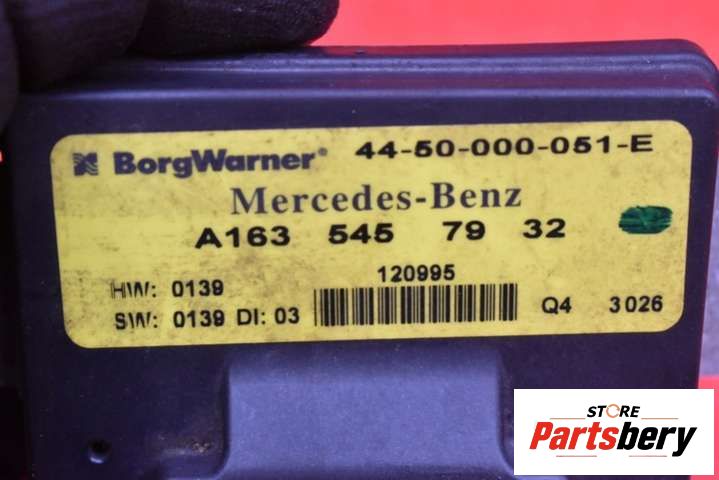 BorgWarner® 44-50-000-051-E
Mercedes-Benz
A163 545 79 32
120995
HW: 0139
SW: 0139 DI: 03
Q4 3026
STORE
Partsbery